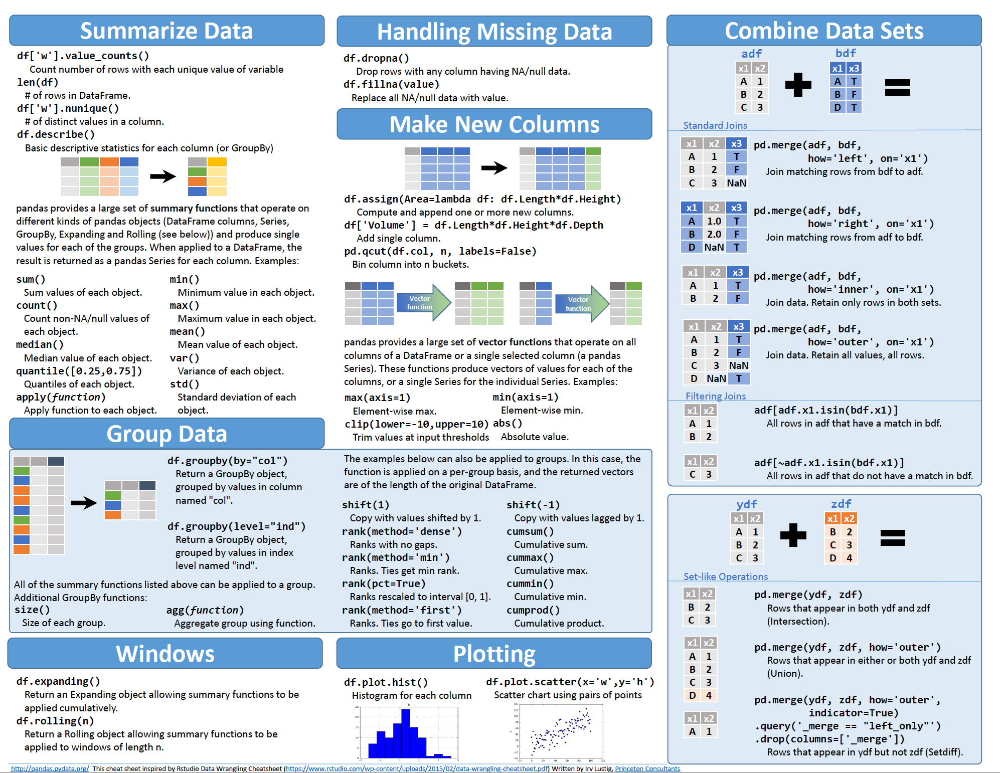 Summarize Data
df['w'].value_counts()
Count number of rows with each unique value of variable
len(df)
# of rows in DataFrame.
df['w'].nunique()
# of distinct values in a column.
df.describe()
Basic descriptive statistics for each column (or GroupBy)
pandas provides a large set of summary functions that operate on
different kinds of pandas objects (DataFrame columns, Series,
GroupBy, Expanding and Rolling (see below)) and produce single
values for each of the groups. When applied to a DataFrame, the
result is returned as a pandas Series for each column. Examples:
sum()
Sum values of each object.
count()
Count non-NA/null values of
each object.
median()
Median value of each object.
quantile([0.25,0.75])
Quantiles of each object.
apply(function)
Apply function to each object.
min()
Minimum value in each object.
max()
Maximum value in each object.
mean()
Mean value of each object.
var()
Variance of each object.
std()
Standard deviation of each
object.
Group Data
df.groupby(by="col")
Return a GroupBy object,
grouped by values in column
named "col".
df.groupby(level="ind")
Return a GroupBy object,
grouped by values in index
level named "ind".
All of the summary functions listed above can be applied to a group.
Additional GroupBy functions:
size()
Size of each group.
agg(function)
Aggregate group using function.
Windows
df.expanding()
Return an Expanding object allowing summary functions to be
applied cumulatively.
df.rolling(n)
Return a Rolling object allowing summary functions to be
applied to windows of length n.
Handling Missing Data
df.dropna()
Drop rows with any column having NA/null data.
df.fillna(value)
Replace all NA/null data with value.
Make New Columns
df.assign(Area=lambda df: df.Length*df.Height)
Compute and append one or more new columns.
df['Volume'] = df.Length*df.Height*df.Depth
Add single column.
pd.qcut(df.col, n, labels=False)
Bin column into n buckets.
Vector
function
Vector
function
pandas provides a large set of vector functions that operate on all
columns of a DataFrame or a single selected column (a pandas
Series). These functions produce vectors of values for each of the
columns, or a single Series for the individual Series. Examples:
max(axis=1)
Element-wise max.
clip(lower=-10,upper=10)
Trim values at input thresholds
min(axis=1)
Element-wise min.
abs()
Absolute value.
The examples below can also be applied to groups. In this case, the
function is applied on a per-group basis, and the returned vectors
are of the length of the original DataFrame.
shift(1)
Copy with values shifted by 1.
rank(method='dense')
Ranks with no gaps.
rank(method='min')
Ranks. Ties get min rank.
rank(pct=True)
Ranks rescaled to interval [0, 1].
rank(method='first')
Ranks. Ties go to first value.
shift(-1)
Copy with values lagged by 1.
cumsum()
Cumulative sum.
cummax()
Cumulative max.
cummin()
Cumulative min.
cumprod()
Cumulative product.
Plotting
df.plot.hist()
Histogram for each column
h
25
20
15
10
5
0
-2 -1 0 1 2 3
df.plot.scatter(x='w',y='h')
Scatter chart using pairs of points
160
140
120
100
80
60
40
20
0
-20
-40
y
-20 0 20 40 60 80 100 120
Combine Data Sets
adf
x1 x2
A 1
B 2
C 3
bdf
x1 x3
A T
B F
D T
Standard Joins
x1 x2 x3
A 1 T
B 2 F
C 3 NaN
pd.merge(adf, bdf,
how='left', on='x1')
Join matching rows from bdf to adf.
x1 x2 x3
A 1.0 T
B 2.0 F
D NaN T
pd.merge(adf, bdf,
how='right', on='x1')
Join matching rows from adf to bdf.
x1 x2 x3
A 1 T
B 2 F
pd.merge(adf, bdf,
how='inner', on='x1')
Join data. Retain only rows in both sets.
x1 x2 x3
A 1 T
B 2 F
C 3 NaN
D NaN T
pd.merge(adf, bdf,
how='outer', on='x1')
Join data. Retain all values, all rows.
Filtering Joins
x1 x2
A 1
B 2
adf[adf.x1.isin(bdf.x1)]
All rows in adf that have a match in bdf.
x1 x2
C 3
adf[~adf.x1.isin(bdf.x1)]
All rows in adf that do not have a match in bdf.
ydf
x1 x2
A 1
B 2
C 3
zdf
x1 x2
B 2
C 3
D 4
Set-like Operations
x1 x2
B 2
C 3
pd.merge(ydf, zdf)
Rows that appear in both ydf and zdf
(Intersection).
x1 x2
A 1
B 2
C 3
D 4
pd.merge(ydf, zdf, how='outer')
Rows that appear in either or both ydf and zdf
(Union).
x1 x2
A 1
pd.merge(ydf, zdf, how='outer',
indicator=True)
.query('_merge == "left_only"')
.drop(columns=['_merge'])
Rows that appear in ydf but not zdf (Setdiff).
http://pandas.pydata.org/ This cheat sheet inspired by Rstudio Data Wrangling Cheatsheet (https://www.rstudio.com/wp-content/uploads/2015/02/data-wrangling-cheatsheet.pdf) Written by Irv Lustig, Princeton Consultants